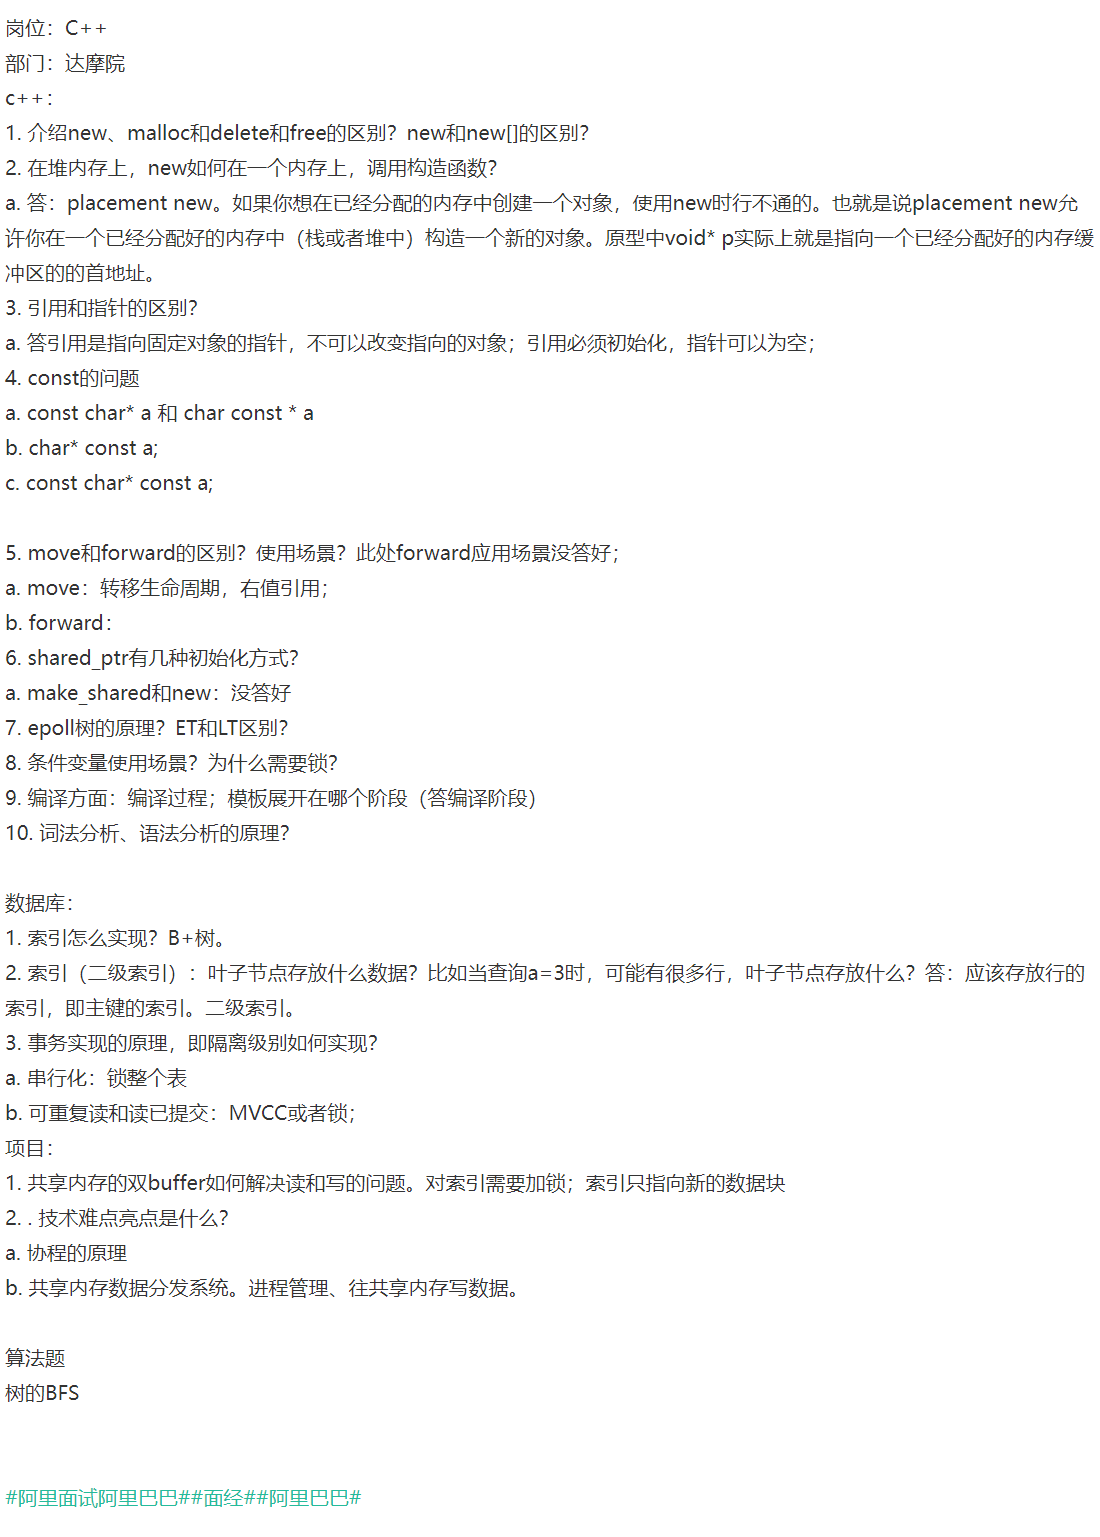 岗位：C++
部门：达摩院
c++：
1. 介绍new、malloc和delete和free的区别？new和new[]的区别？
2. 在堆内存上，new如何在一个内存上，调用构造函数？
a. 答：placement new。如果你想在已经分配的内存中创建一个对象，使用new时行不通的。也就是说placement new允
许你在一个已经分配好的内存中（栈或者堆中）构造一个新的对象。原型中void* p实际上就是指向一个已经分配好的内存缓
冲区的的首地址。
3. 引用和指针的区别？
a. 答引用是指向固定对象的指针，不可以改变指向的对象；引用必须初始化，指针可以为空；
4. const的问题
a. const char* a 和 char const * a
b. char* const a;
c. const char* const a;
5. move和forward的区别？使用场景？此处forward应用场景没答好；
a. move：转移生命周期，右值引用；
b. forward：
6. shared_ptr有几种初始化方式？
a. make_shared和new：没答好
7. epoll树的原理？ET和LT区别？
8. 条件变量使用场景？为什么需要锁？
9. 编译方面：编译过程；模板展开在哪个阶段（答编译阶段）
10. 词法分析、语法分析的原理？
数据库：
1. 索引怎么实现？B+树。
2. 索引（二级索引）：叶子节点存放什么数据？比如当查询a=3时，可能有很多行，叶子节点存放什么？答：应该存放行的
索引，即主键的索引。二级索引。
3. 事务实现的原理，即隔离级别如何实现？
a. 串行化：锁整个表
b. 可重复读和读已提交：MVCC或者锁；
项目：
1. 共享内存的双buffer如何解决读和写的问题。对索引需要加锁；索引只指向新的数据块
2. . 技术难点亮点是什么？
a. 协程的原理
b. 共享内存数据分发系统。进程管理、往共享内存写数据。
算法题
树的BFS
#阿里面试阿里巴巴##面经##阿里巴巴#